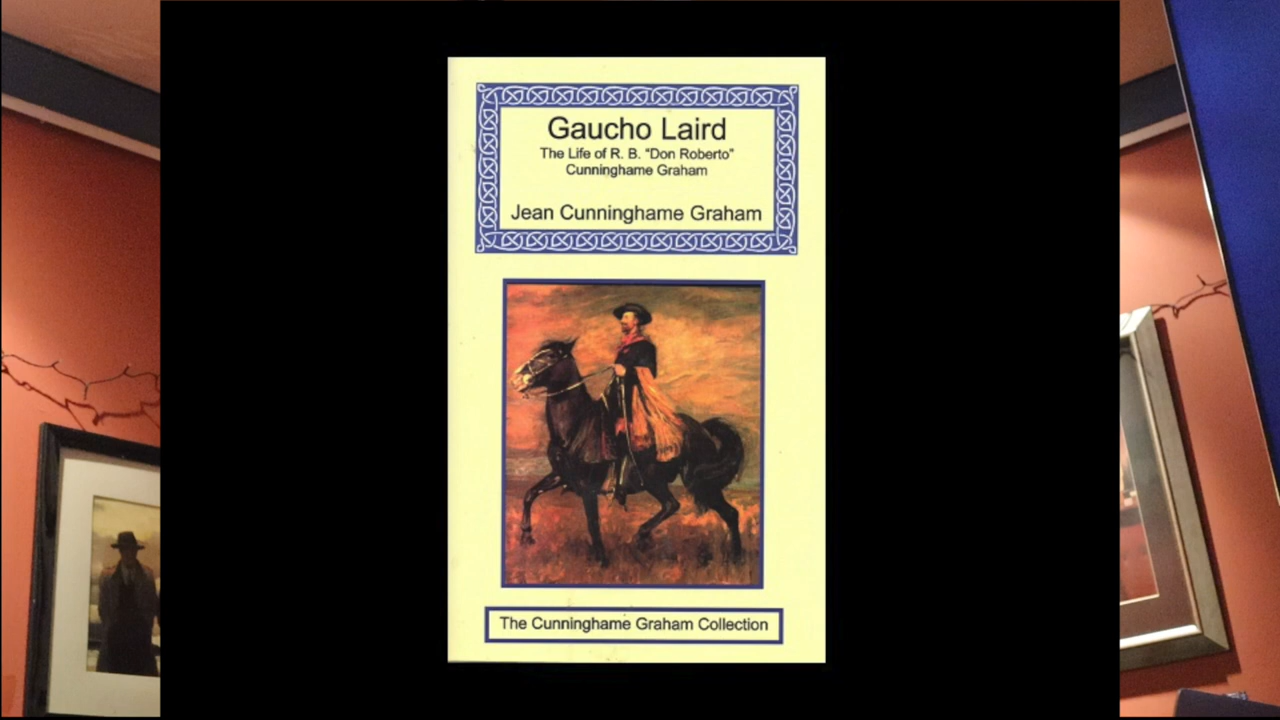 Gaucho Laird
The Life of R. B. "Don Roberto"
Cunninghame Graham
Jean Cunninghame Graham
The Cunninghame Graham Collection